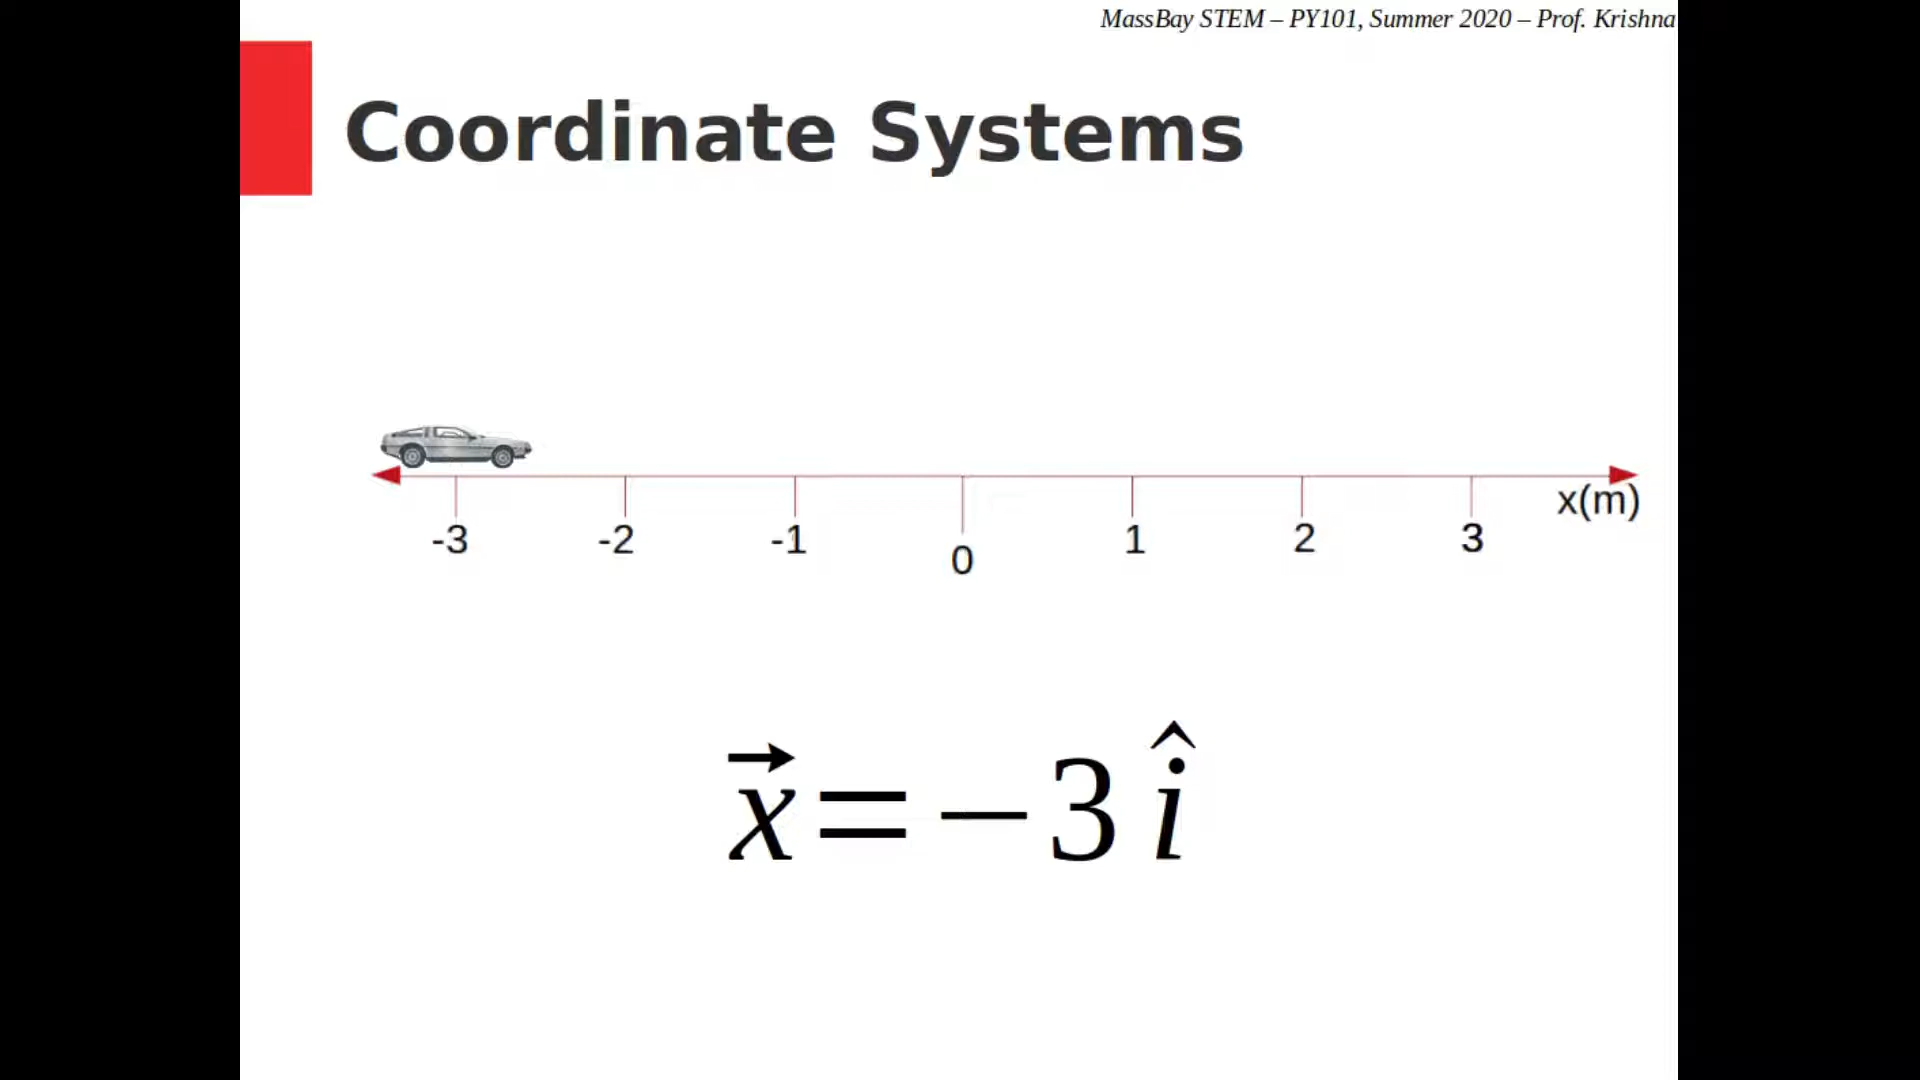 MassBay STEM – PY101, Summer 2020 – Prof. Krishna
Coordinate Systems
x(m)
-3 -2 -1 0 1 2 3
x⃗ = −3 î